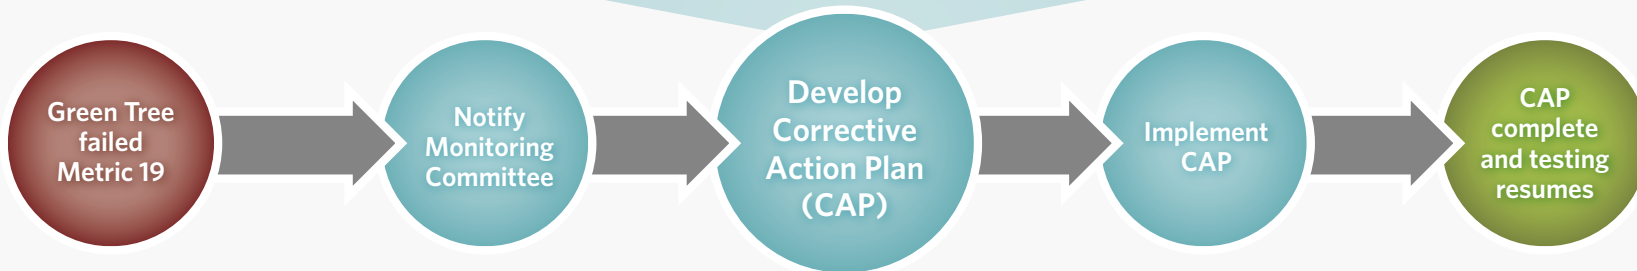 Green Tree
failed
Metric 19
Notify
Monitoring
Committee
Develop
Corrective
Action Plan
(CAP)
Implement
CAP
CAP
complete
and testing
resumes